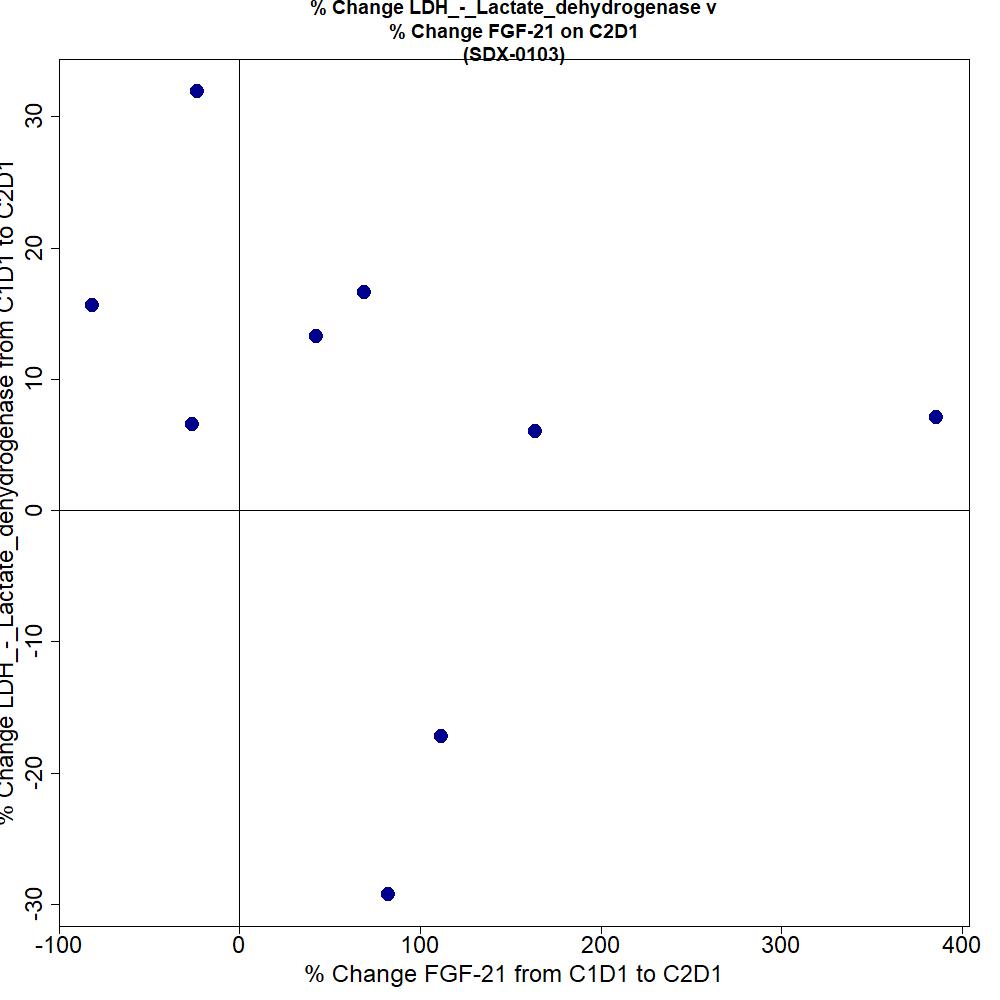 % Change LDH_-_Lactate_dehydrogenase v
% Change FGF-21 on C2D1
(SDX-0103)
% Change LDH_-_Lactate_dehydrogenase from C1D1 to C2D1
30
20
10
0
-10
-20
-30
-100 0 100 200 300 400
% Change FGF-21 from C1D1 to C2D1